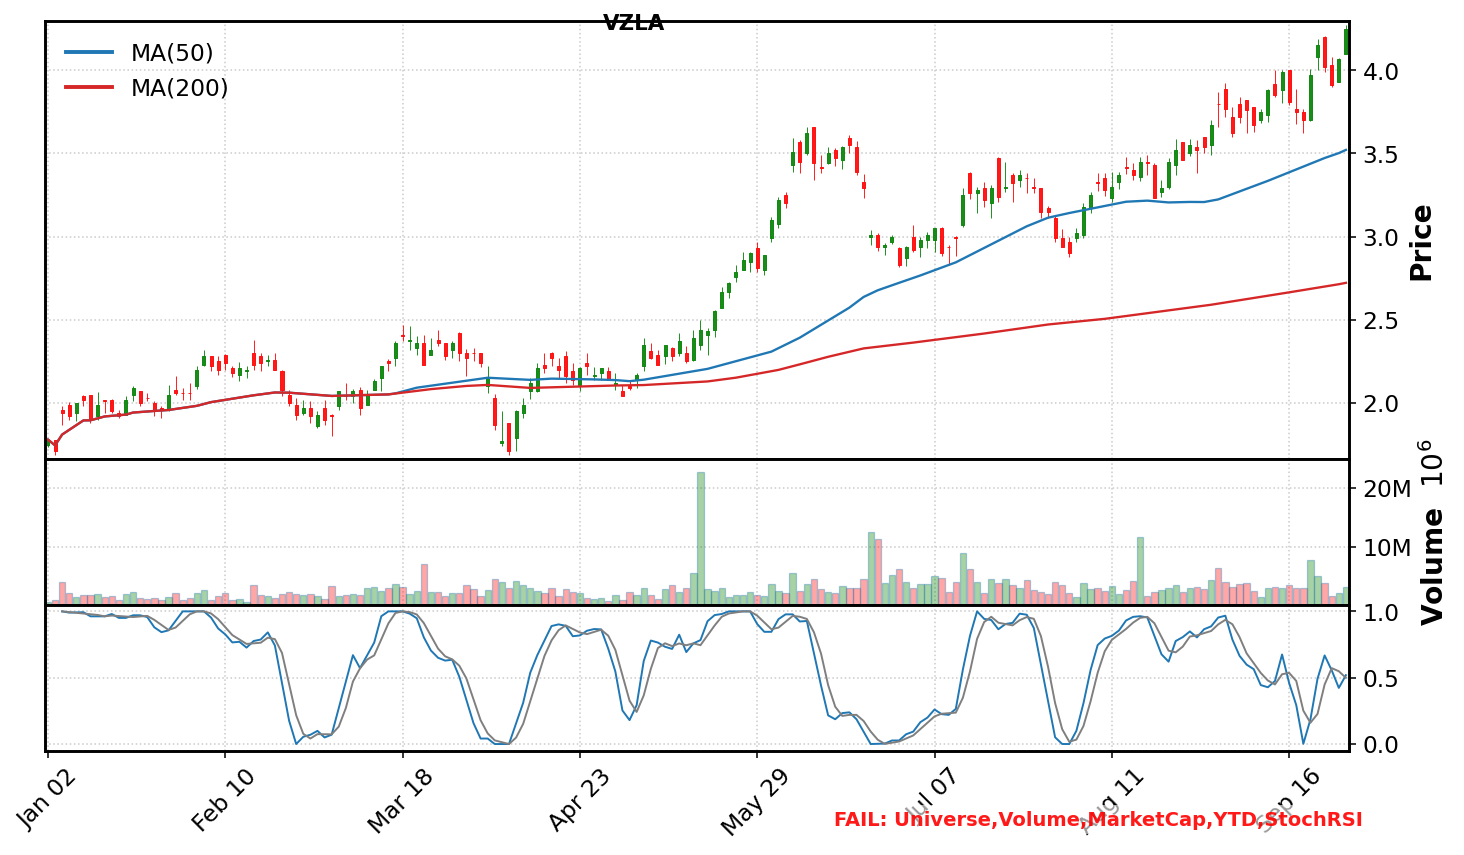 VZLA
MA(50)
MA(200)
4.0
3.5
3.0
2.5
2.0
Price
20M
10M
Volume 10⁶
1.0
0.5
0.0
Jan 02
Feb 10
Mar 18
Apr 23
May 29
Jul 07
Aug 11
Sep 16
FAIL: Universe,Volume,MarketCap,YTD,StochRSI